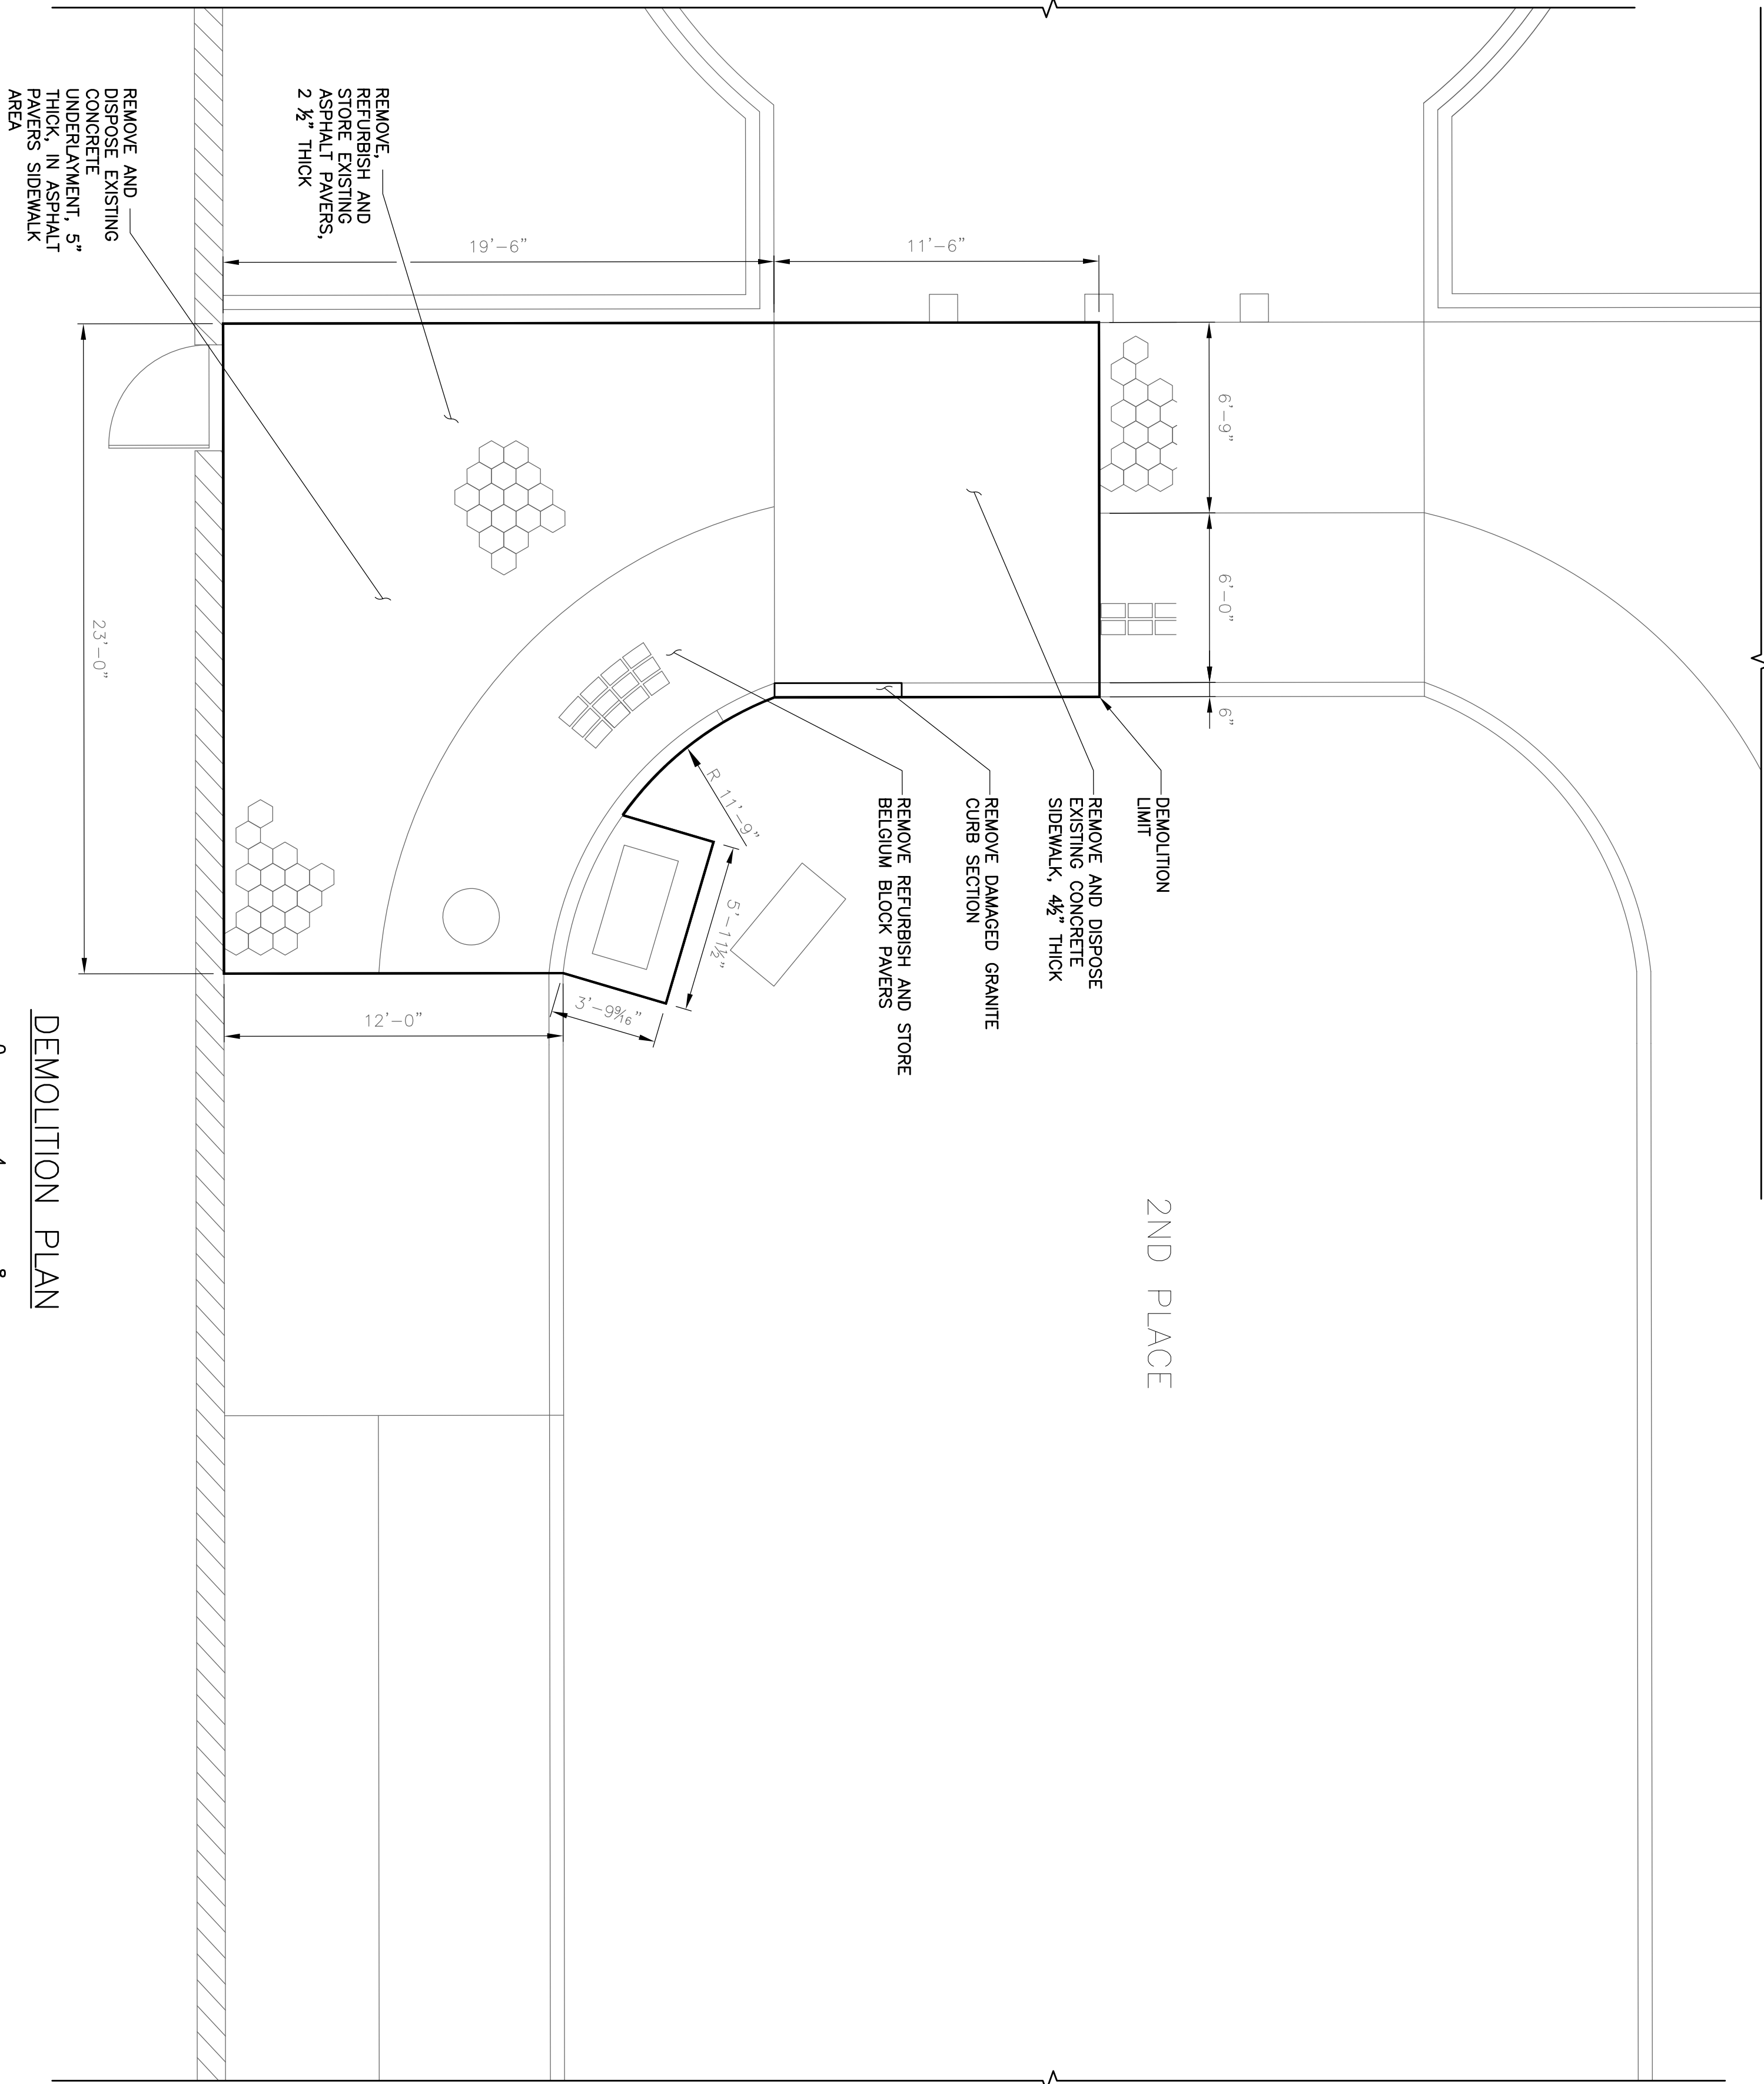 DEMOLITION
LIMIT
REMOVE AND DISPOSE
EXISTING CONCRETE
SIDEWALK, 4½" THICK
REMOVE DAMAGED GRANITE
CURB SECTION
REMOVE REFURBISH AND STORE
BELGIUM BLOCK PAVERS
REMOVE,
REFURBISH AND
STORE EXISTING
ASPHALT PAVERS,
2 ½" THICK
REMOVE AND
DISPOSE EXISTING
CONCRETE
UNDERLAYMENT, 5"
THICK, IN ASPHALT
PAVERS SIDEWALK
AREA
6'-9"
6'-0"
6"
11'-6"
19'-6"
R 11'-9"
5'-1½"
3'-9⁹⁄₁₆"
12'-0"
23'-0"
2ND PLACE
DEMOLITION PLAN